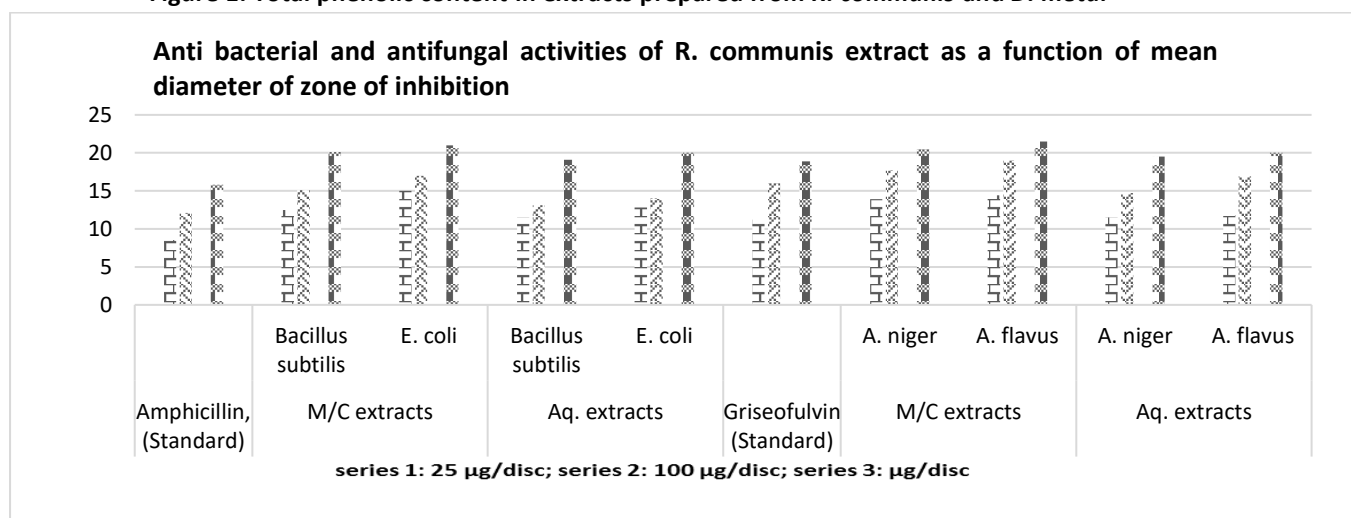 Total phenolic content in extracts prepared from R. communis and D. metal
Anti bacterial and antifungal activities of R. communis extract as a function of mean
diameter of zone of inhibition
25
20
15
10
5
0
Bacillus subtilis
E. coli
Bacillus subtilis
E. coli
A. niger
A. flavus
A. niger
A. flavus
Amphicillin, (Standard)
M/C extracts
Aq. extracts
Griseofulvin (Standard)
M/C extracts
Aq. extracts
series 1: 25 µg/disc; series 2: 100 µg/disc; series 3: µg/disc